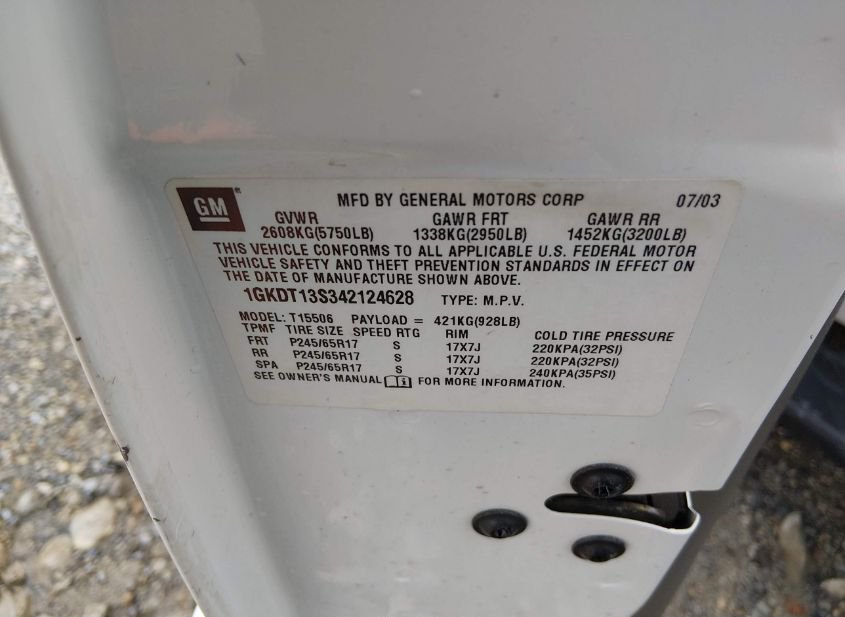 GM®
MFD BY GENERAL MOTORS CORP 07/03
GVWR GAWR FRT GAWR RR
2608KG(5750LB) 1338KG(2950LB) 1452KG(3200LB)
THIS VEHICLE CONFORMS TO ALL APPLICABLE U.S. FEDERAL MOTOR
VEHICLE SAFETY AND THEFT PREVENTION STANDARDS IN EFFECT ON
THE DATE OF MANUFACTURE SHOWN ABOVE.
1GKDT13S342124628 TYPE: M.P.V.
MODEL: T15506 PAYLOAD = 421KG(928LB)
TPMF TIRE SIZE SPEED RTG RIM COLD TIRE PRESSURE
FRT P245/65R17 S 17X7J 220KPA(32PSI)
RR P245/65R17 S 17X7J 220KPA(32PSI)
SPA P245/65R17 S 17X7J 240KPA(35PSI)
SEE OWNER'S MANUAL FOR MORE INFORMATION.